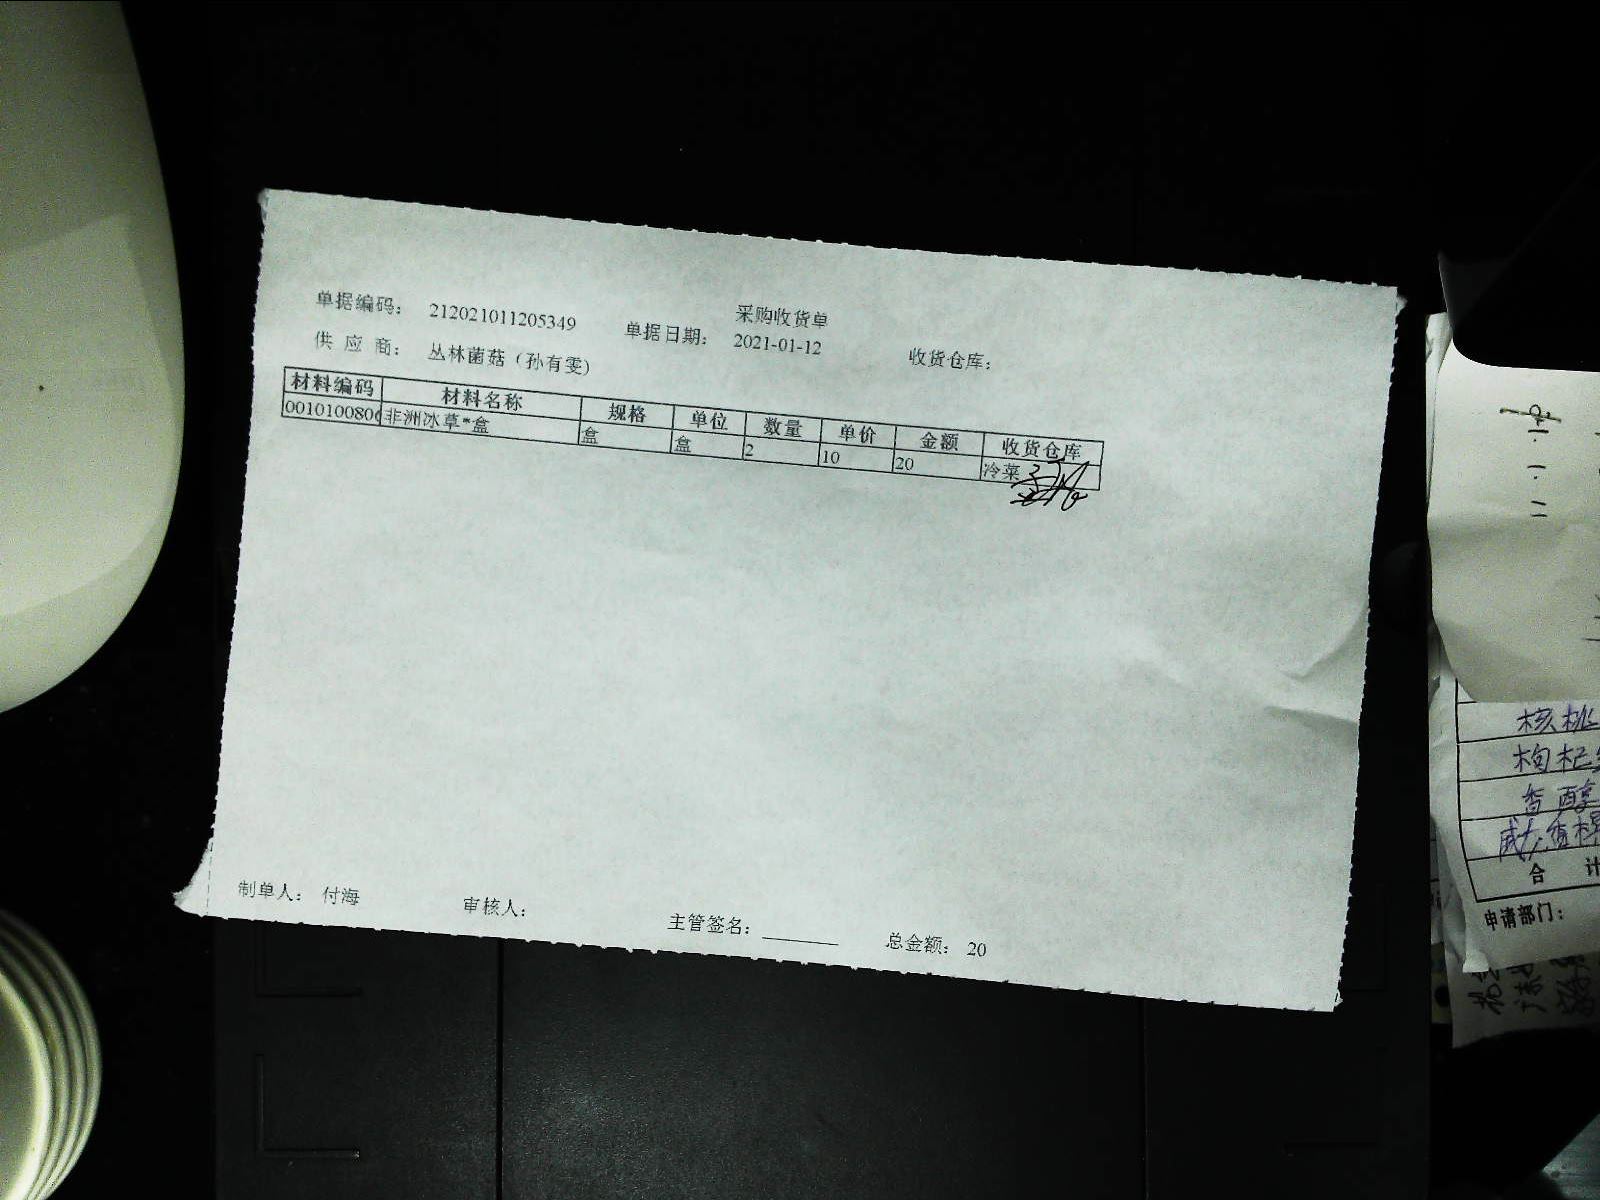 采购收货单
单据编码： 212021011205349 单据日期： 2021-01-12 收货仓库：
供 应 商： 丛林菌菇（孙有雯）
材料编码 材料名称 规格 单位 数量 单价 金额 收货仓库
0010100806 非洲冰草*盒 盒 盒 2 10 20 冷菜
制单人： 付海 审核人： 主管签名： 总金额： 20
核桃
枸杞
香醇
合 计
申请部门：